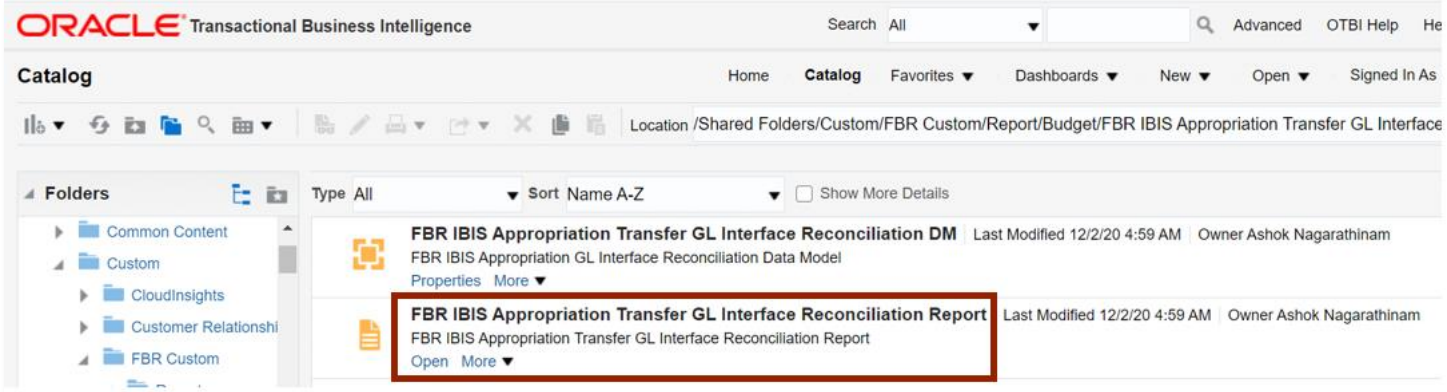 ORACLE Transactional Business Intelligence Search All Advanced OTBI Help
Catalog Home Catalog Favorites Dashboards New Open Signed In As
Location /Shared Folders/Custom/FBR Custom/Report/Budget/FBR IBIS Appropriation Transfer GL Interface
Folders Type All Sort Name A-Z Show More Details
Common Content
Custom
CloudInsights
Customer Relationshi
FBR Custom
FBR IBIS Appropriation Transfer GL Interface Reconciliation DM Last Modified 12/2/20 4:59 AM Owner Ashok Nagarathinam
FBR IBIS Appropriation GL Interface Reconciliation Data Model
Properties More
FBR IBIS Appropriation Transfer GL Interface Reconciliation Report Last Modified 12/2/20 4:59 AM Owner Ashok Nagarathinam
FBR IBIS Appropriation Transfer GL Interface Reconciliation Report
Open More